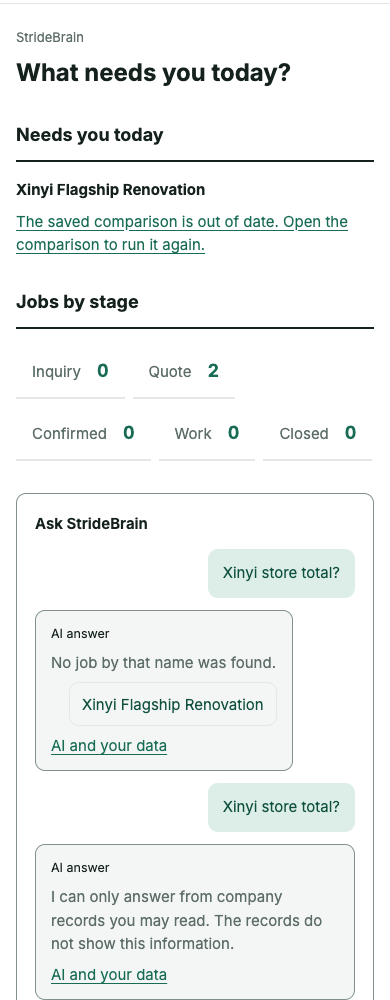 StrideBrain
What needs you today?
Needs you today
Xinyi Flagship Renovation
The saved comparison is out of date. Open the
comparison to run it again.
Jobs by stage
Inquiry 0 Quote 2
Confirmed 0 Work 0 Closed 0
Ask StrideBrain
Xinyi store total?
AI answer
No job by that name was found.
Xinyi Flagship Renovation
AI and your data
Xinyi store total?
AI answer
I can only answer from company
records you may read. The records do
not show this information.
AI and your data